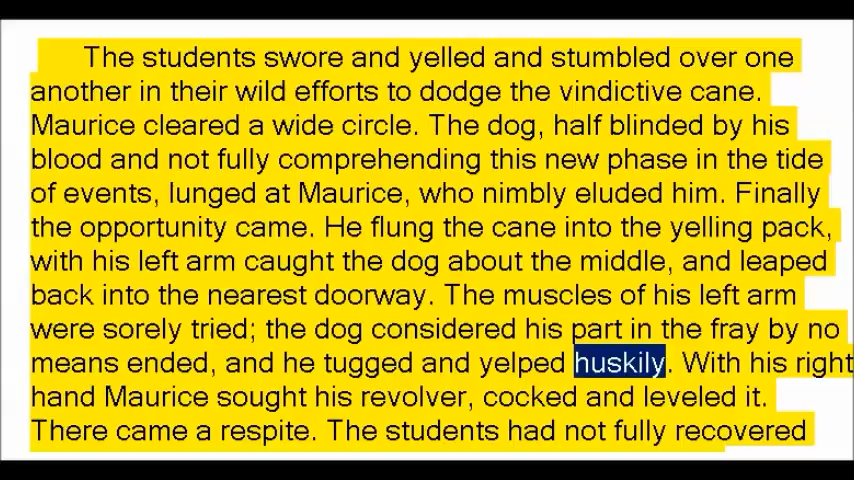 The students swore and yelled and stumbled over one
another in their wild efforts to dodge the vindictive cane.
Maurice cleared a wide circle. The dog, half blinded by his
blood and not fully comprehending this new phase in the tide
of events, lunged at Maurice, who nimbly eluded him. Finally
the opportunity came. He flung the cane into the yelling pack,
with his left arm caught the dog about the middle, and leaped
back into the nearest doorway. The muscles of his left arm
were sorely tried; the dog considered his part in the fray by no
means ended, and he tugged and yelped huskily. With his right
hand Maurice sought his revolver, cocked and leveled it.
There came a respite. The students had not fully recovered